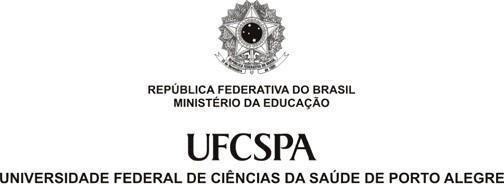 REPÚBLICA FEDERATIVA DO BRASIL
MINISTÉRIO DA EDUCAÇÃO
UFCSPA
UNIVERSIDADE FEDERAL DE CIÊNCIAS DA SAÚDE DE PORTO ALEGRE